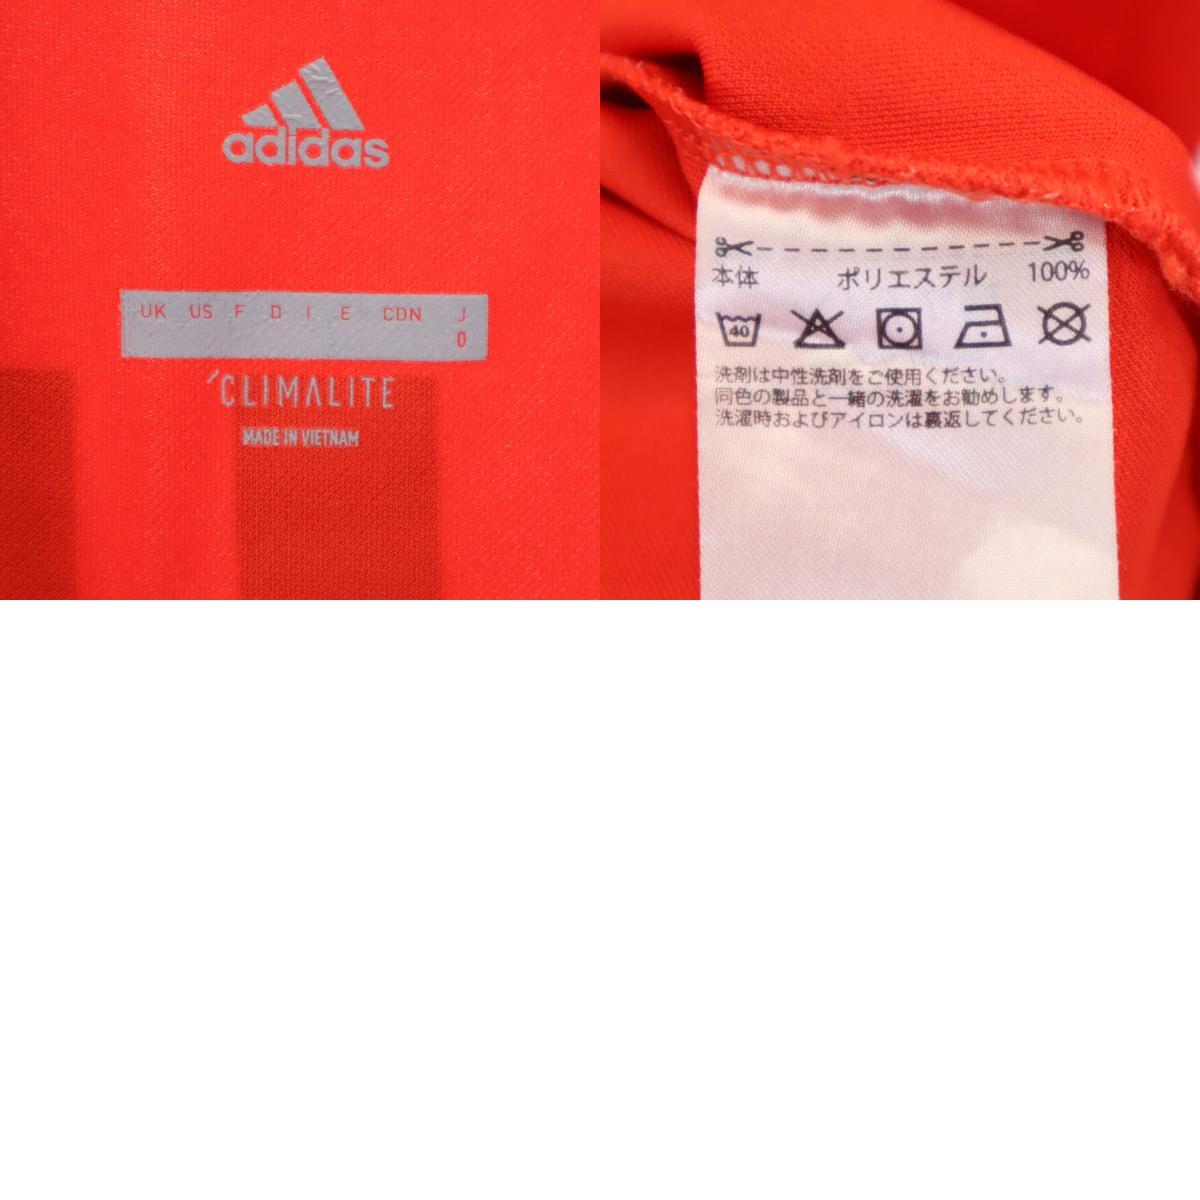 adidas
UK US F D I E CDN J
O
CLIMALITE
MADE IN VIETNAM
本体 ポリエステル 100%
40
洗剤は中性洗剤をご使用ください。
同色の製品と一緒の洗濯をお勧めします。
洗濯時およびアイロンは裏返してください。